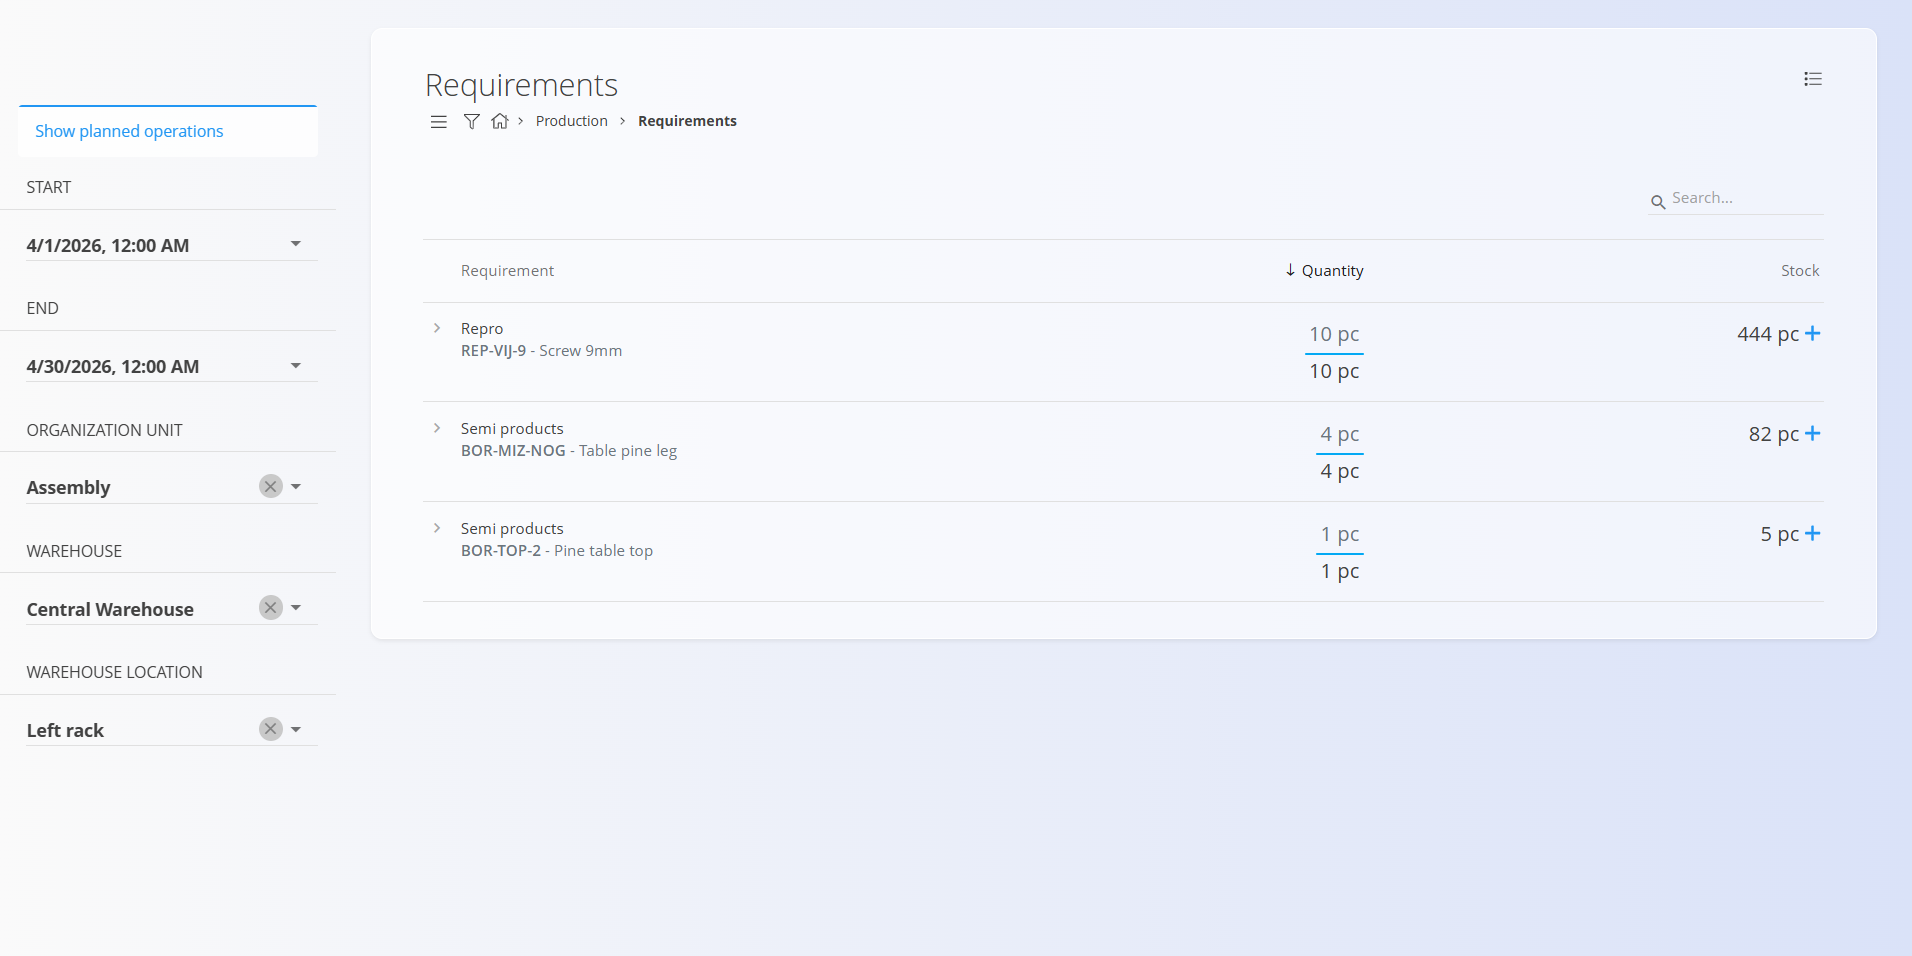 Show planned operations
START
4/1/2026, 12:00 AM
END
4/30/2026, 12:00 AM
ORGANIZATION UNIT
Assembly
WAREHOUSE
Central Warehouse
WAREHOUSE LOCATION
Left rack
Requirements
Production
Requirements
Search...
Requirement
Quantity
Stock
Repro
REP-VIJ-9 - Screw 9mm
10 pc
10 pc
444 pc
Semi products
BOR-MIZ-NOG - Table pine leg
4 pc
4 pc
82 pc
Semi products
BOR-TOP-2 - Pine table top
1 pc
1 pc
5 pc